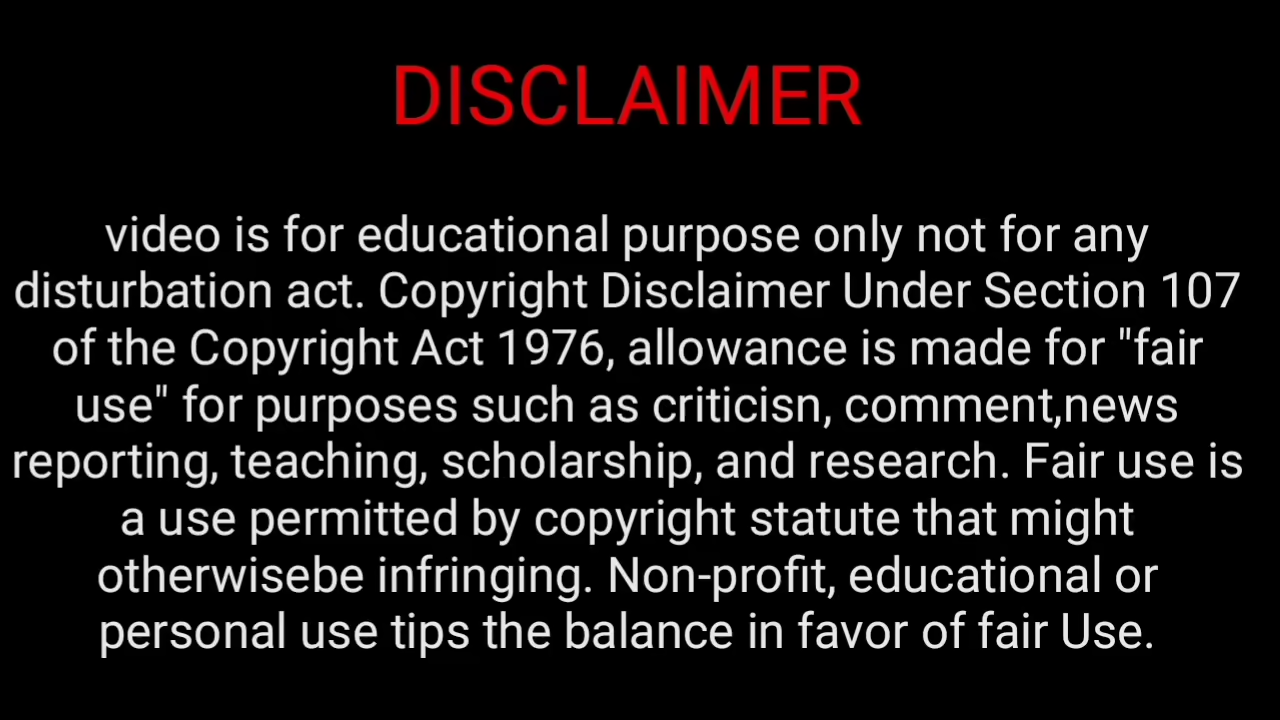 DISCLAIMER
video is for educational purpose only not for any
disturbation act. Copyright Disclaimer Under Section 107
of the Copyright Act 1976, allowance is made for "fair
use" for purposes such as criticisn, comment,news
reporting, teaching, scholarship, and research. Fair use is
a use permitted by copyright statute that might
otherwisebe infringing. Non-profit, educational or
personal use tips the balance in favor of fair Use.